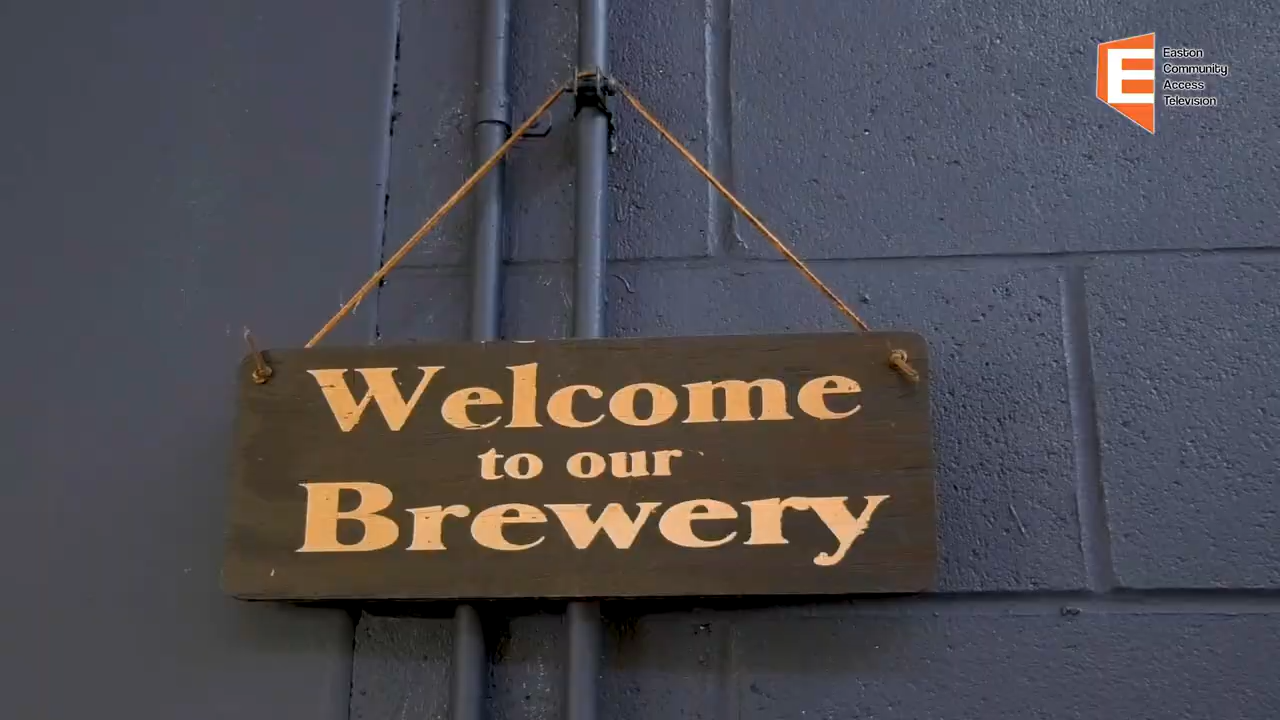 Easton
Community
Access
Television
Welcome
to our
Brewery